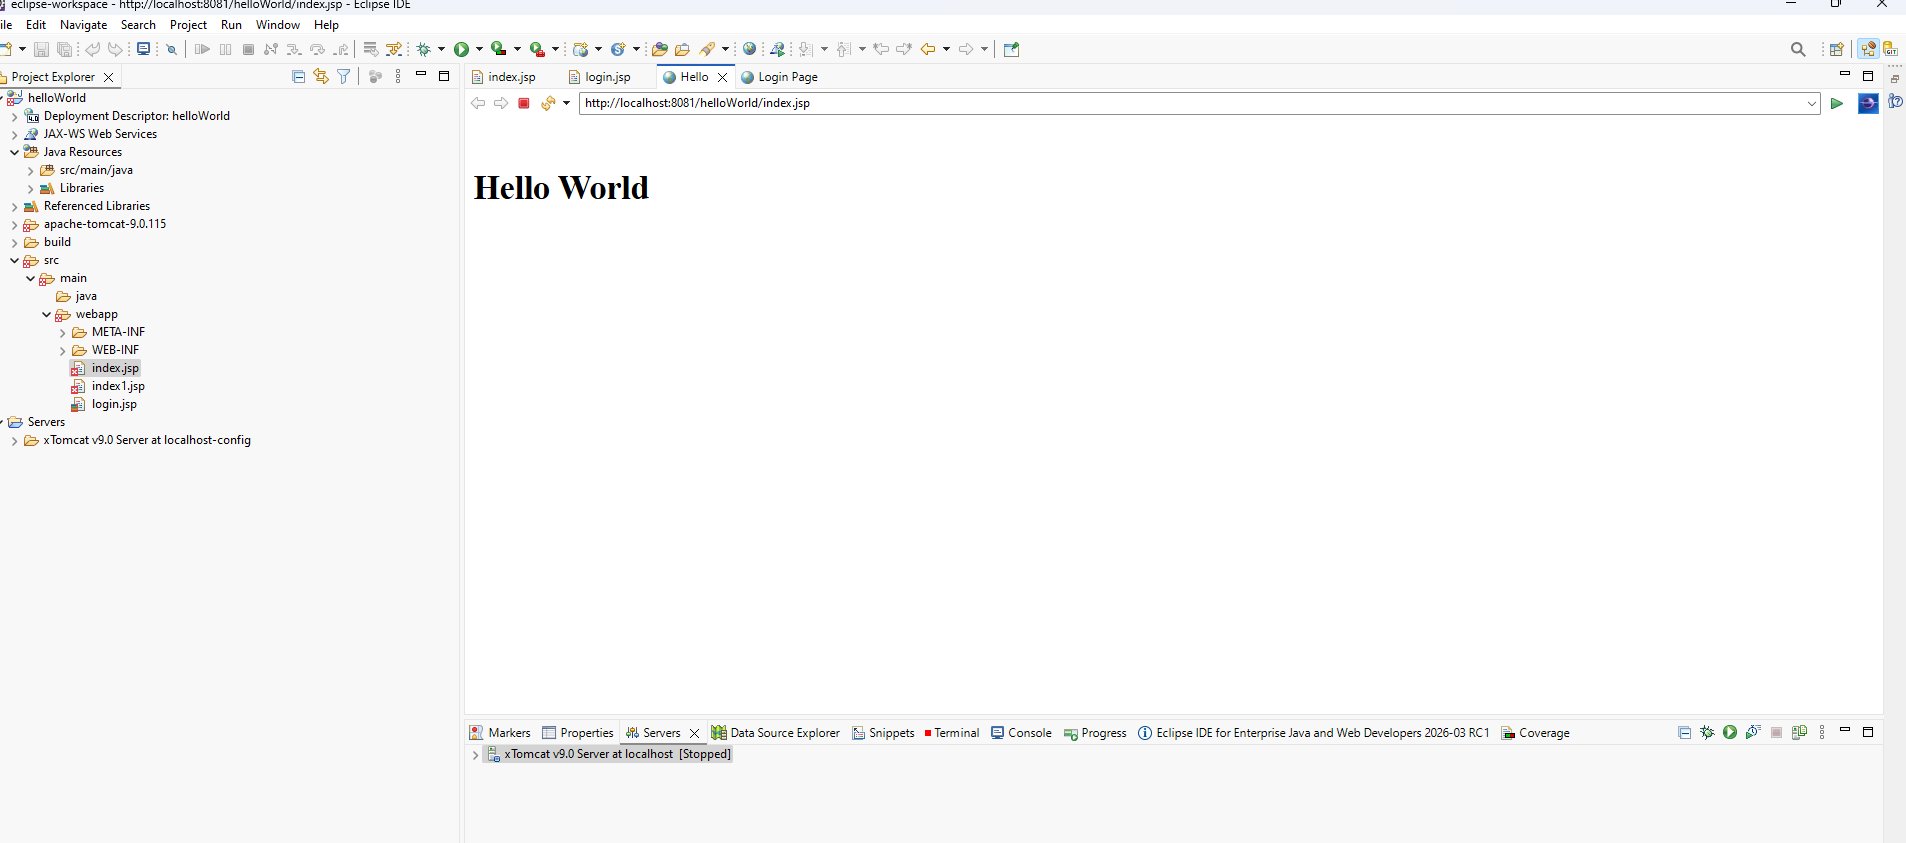 eclipse-workspace - http://localhost:8081/helloWorld/index.jsp - Eclipse IDE
ile Edit Navigate Search Project Run Window Help
Project Explorer
helloWorld
Deployment Descriptor: helloWorld
JAX-WS Web Services
Java Resources
src/main/java
Libraries
Referenced Libraries
apache-tomcat-9.0.115
build
src
main
java
webapp
META-INF
WEB-INF
index.jsp
index1.jsp
login.jsp
Servers
xTomcat v9.0 Server at localhost-config
index.jsp login.jsp Hello Login Page
http://localhost:8081/helloWorld/index.jsp
Hello World
Markers Properties Servers Data Source Explorer Snippets Terminal Console Progress Eclipse IDE for Enterprise Java and Web Developers 2026-03 RC1 Coverage
xTomcat v9.0 Server at localhost [Stopped]